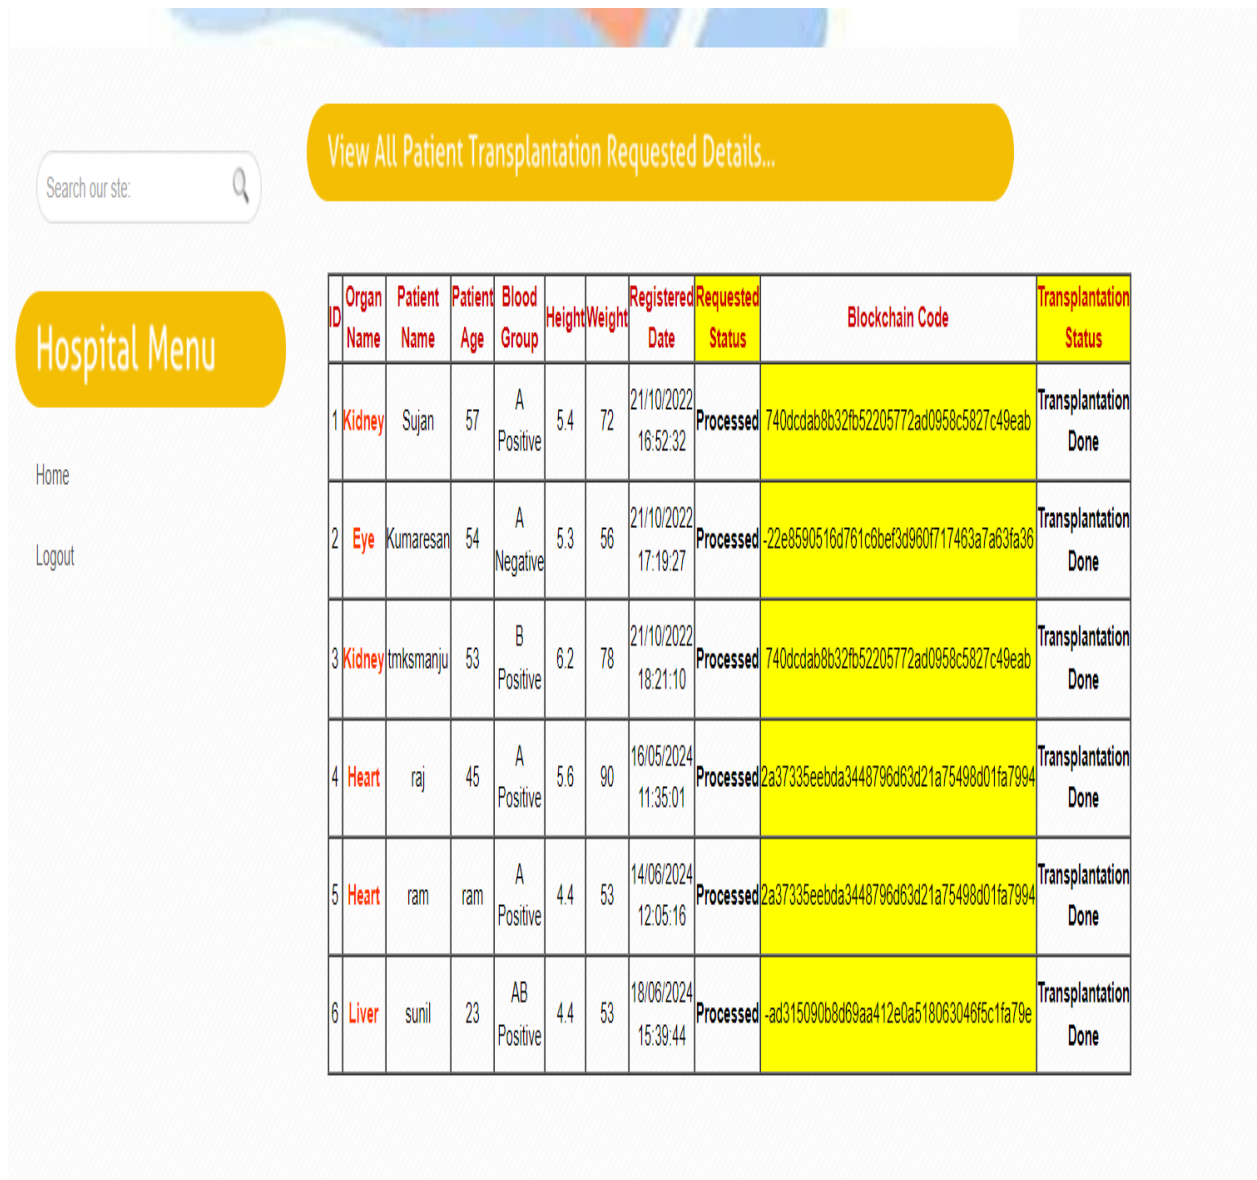 View All Patient Transplantation Requested Details...
Search our ste:
Hospital Menu
Home
Logout
ID Organ Name Patient Name Patient Age Blood Group Height Weight Registered Date Requested Status Blockchain Code Transplantation Status
1 Kidney Sujan 57 A Positive 5.4 72 21/10/2022 16:52:32 Processed 740dcdab8b32fb52205772ad0958c5827c49eab Transplantation Done
2 Eye Kumaresan 54 A Negative 5.3 56 21/10/2022 17:19:27 Processed -22e8590516d761c6bef3d960f717463a7a63fa36 Transplantation Done
3 Kidney tmksmanju 53 B Positive 6.2 78 21/10/2022 18:21:10 Processed 740dcdab8b32fb52205772ad0958c5827c49eab Transplantation Done
4 Heart raj 45 A Positive 5.6 90 16/05/2024 11:35:01 Processed 2a37335eebda3448796d63d21a75498d01fa7994 Transplantation Done
5 Heart ram ram A Positive 4.4 53 14/06/2024 12:05:16 Processed 2a37335eebda3448796d63d21a75498d01fa7994 Transplantation Done
6 Liver sunil 23 AB Positive 4.4 53 18/06/2024 15:39:44 Processed -ad315090b8d69aa412e0a518063046f5c1fa79e Transplantation Done